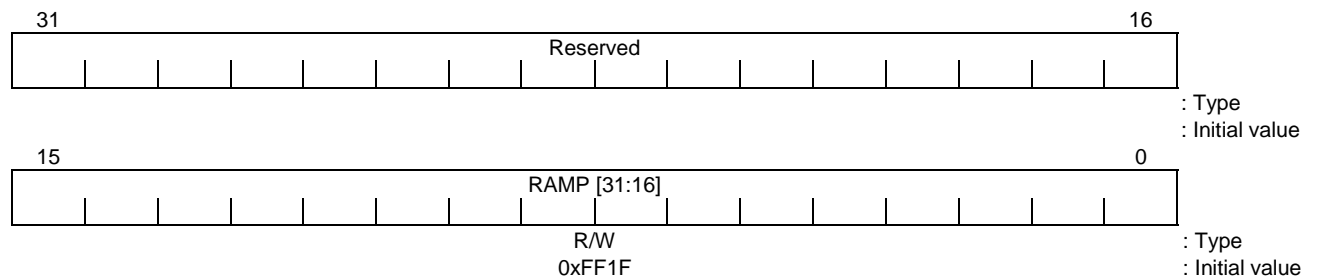 31 16
Reserved
: Type
: Initial value
15 0
RAMP [31:16]
R/W : Type
0xFF1F : Initial value